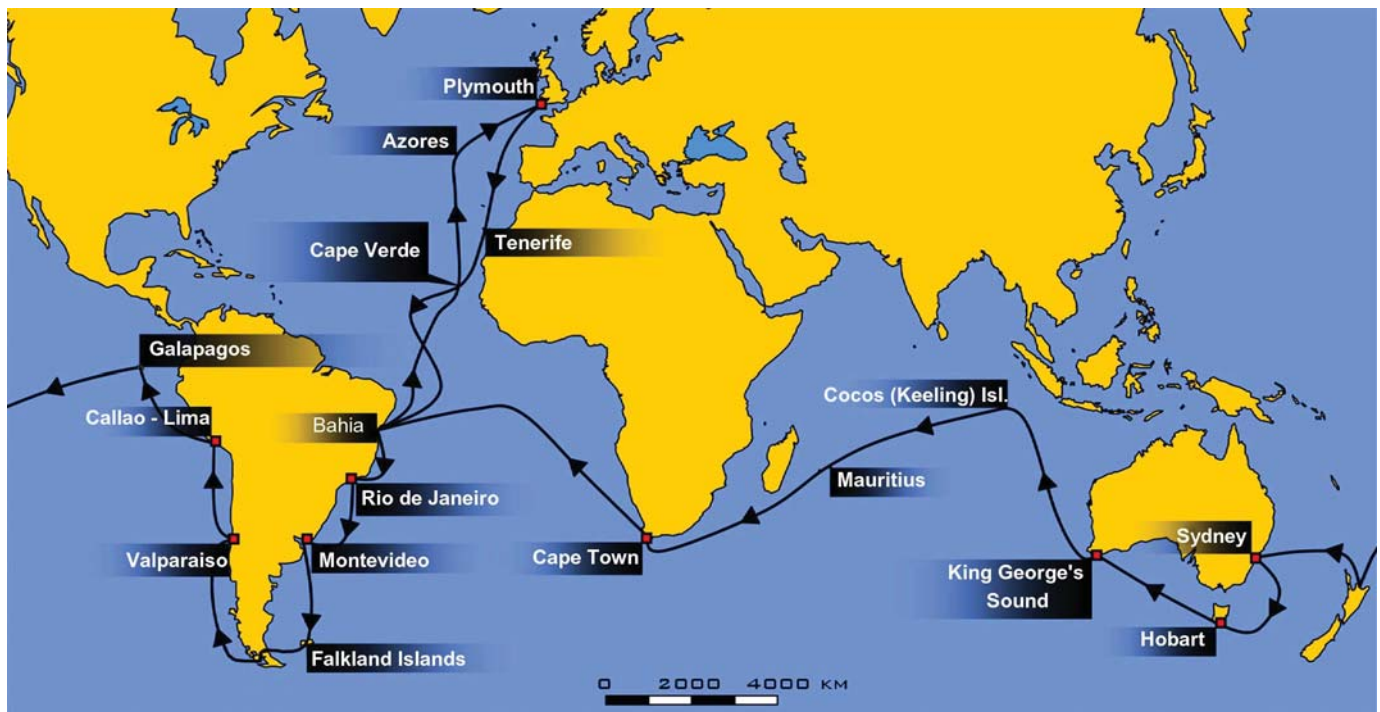 Plymouth
Azores
Cape Verde
Tenerife
Galapagos
Callao - Lima
Bahia
Cocos (Keeling) Isl.
Mauritius
Rio de Janeiro
Valparaiso
Montevideo
Cape Town
Sydney
King George's
Sound
Hobart
Falkland Islands
0 2000 4000 KM